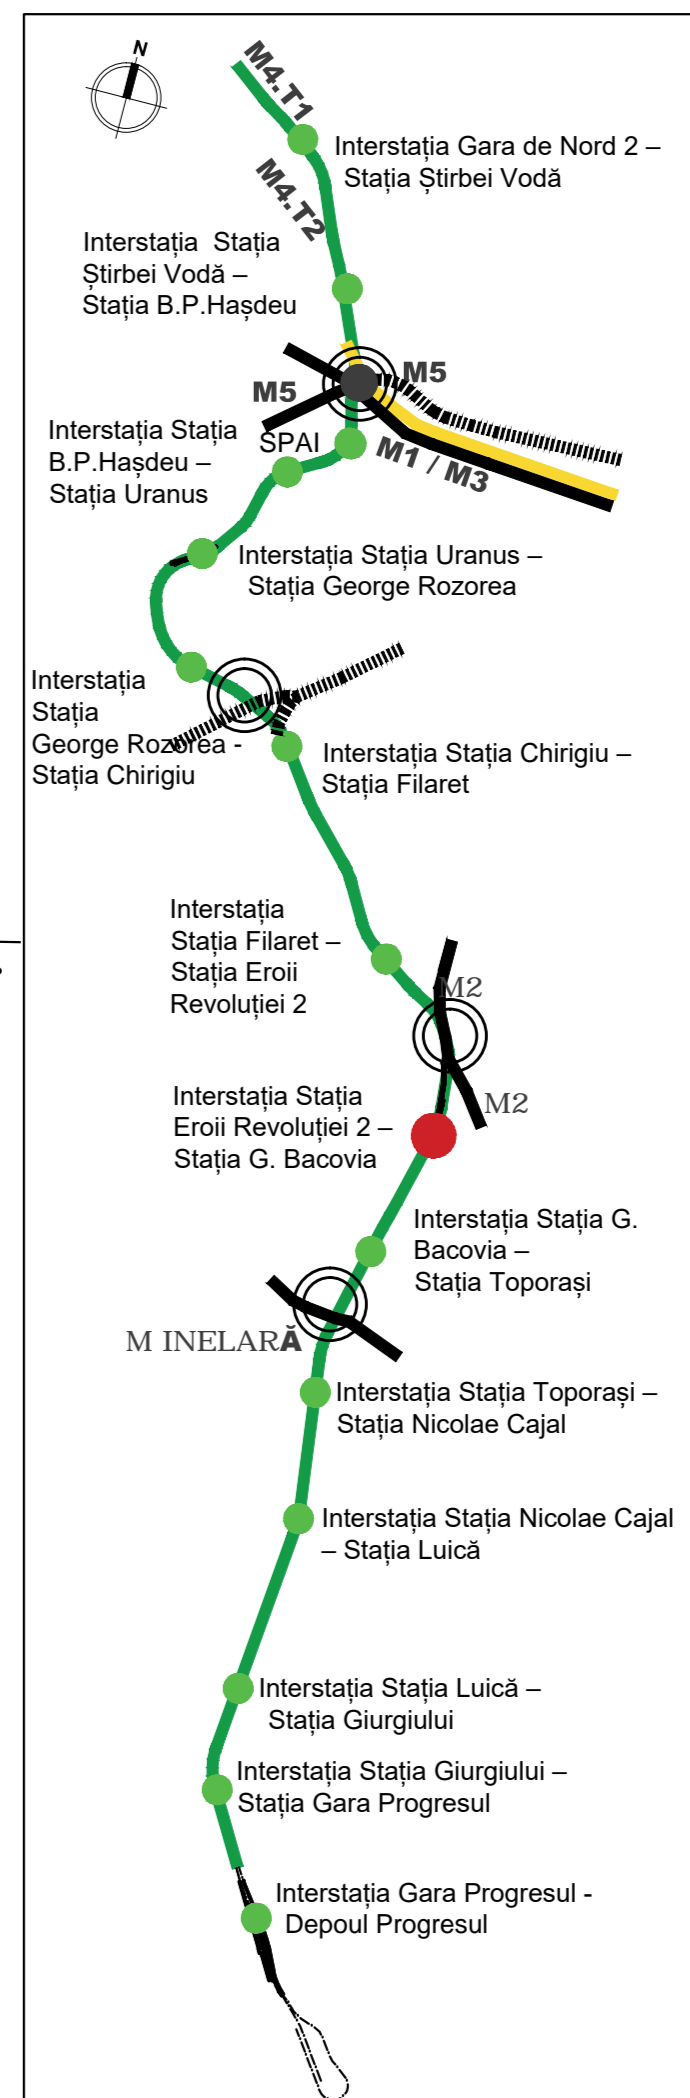 N
M4.T1
Interstația Gara de Nord 2 –
Stația Știrbei Vodă
M4.T2
Interstația Stația
Știrbei Vodă –
Stația B.P.Hașdeu
M5
M5
Interstația Stația
B.P.Hașdeu –
Stația Uranus
SPAI
M1 / M3
Interstația Stația Uranus –
Stația George Rozorea
Interstația
Stația
George Rozorea -
Stația Chirigiu
Interstația Stația Chirigiu –
Stația Filaret
Interstația
Stația Filaret –
Stația Eroii
Revoluției 2
M2
M2
Interstația Stația
Eroii Revoluției 2 –
Stația G. Bacovia
Interstația Stația G.
Bacovia –
Stația Toporași
M INELARĂ
Interstația Stația Toporași –
Stația Nicolae Cajal
Interstația Stația Nicolae Cajal
– Stația Luică
Interstația Stația Luică –
Stația Giurgiului
Interstația Stația Giurgiului –
Stația Gara Progresul
Interstația Gara Progresul -
Depoul Progresul